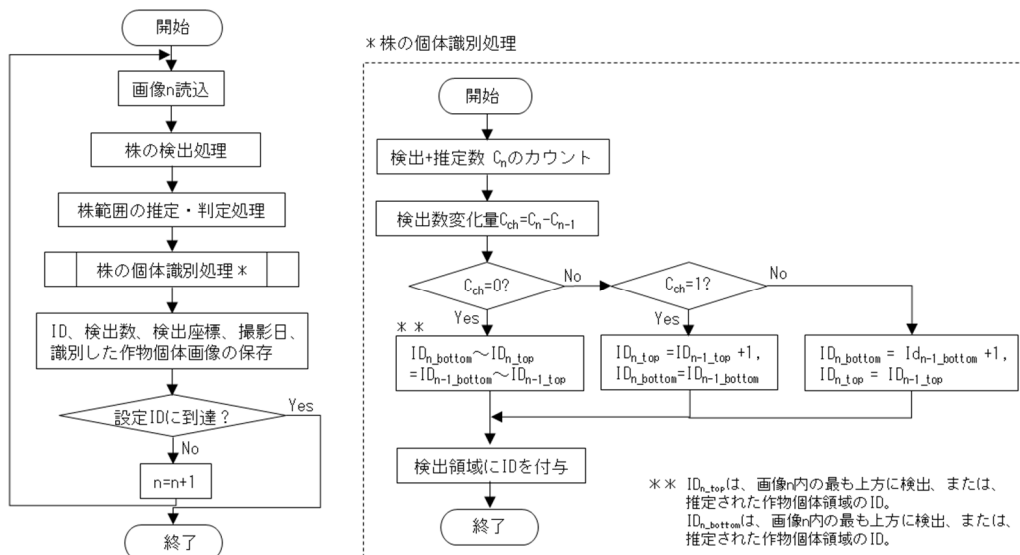 開始
画像n読込
株の検出処理
株範囲の推定・判定処理
株の個体識別処理*
ID、検出数、検出座標、撮影日、
識別した作物個体画像の保存
設定IDに到達？
Yes
No
n=n+1
終了
*株の個体識別処理
開始
検出+推定数 Cnのカウント
検出数変化量Cch=Cn-Cn-1
Cch=0?
No
Cch=1?
No
Yes
Yes
**
IDn_bottom～IDn_top
=IDn-1_bottom～IDn-1_top
IDn_top =IDn-1_top +1,
IDn_bottom=IDn-1_bottom
IDn_bottom = Idn-1_bottom +1,
IDn_top = IDn-1_top
検出領域にIDを付与
終了
** IDn_topは、画像n内の最も上方に検出、または、
推定された作物個体領域のID。
IDn_bottomは、画像n内の最も上方に検出、または、
推定された作物個体領域のID。